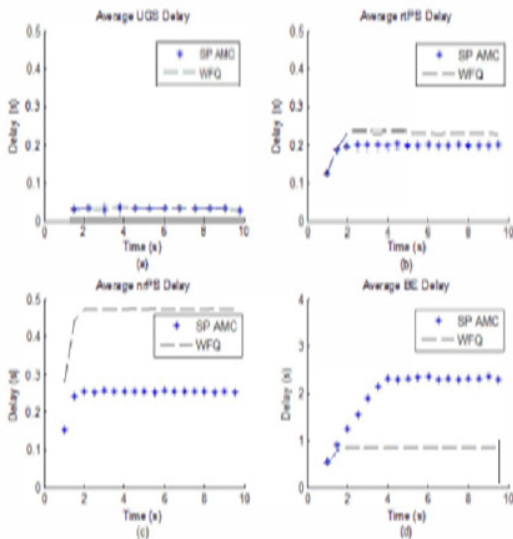 Average UGS Delay
0.5
0.4
0.3
0.2
0.1
0
Delay (s)
SP AMC
WFQ
0 2 4 6 8 10
Time (s)
(a)
Average rtPS Delay
0.5
0.4
0.3
0.2
0.1
0
Delay (s)
SP AMC
WFQ
0 2 4 6 8 10
Time (s)
(b)
Average nrtPS Delay
0.5
0.4
0.3
0.2
0.1
0
Delay (s)
SP AMC
WFQ
0 2 4 6 8 10
Time (s)
(c)
Average BE Delay
4
2
1
0
Delay (s)
SP AMC
WFQ
0 2 4 6 8 10
Time (s)
(d)